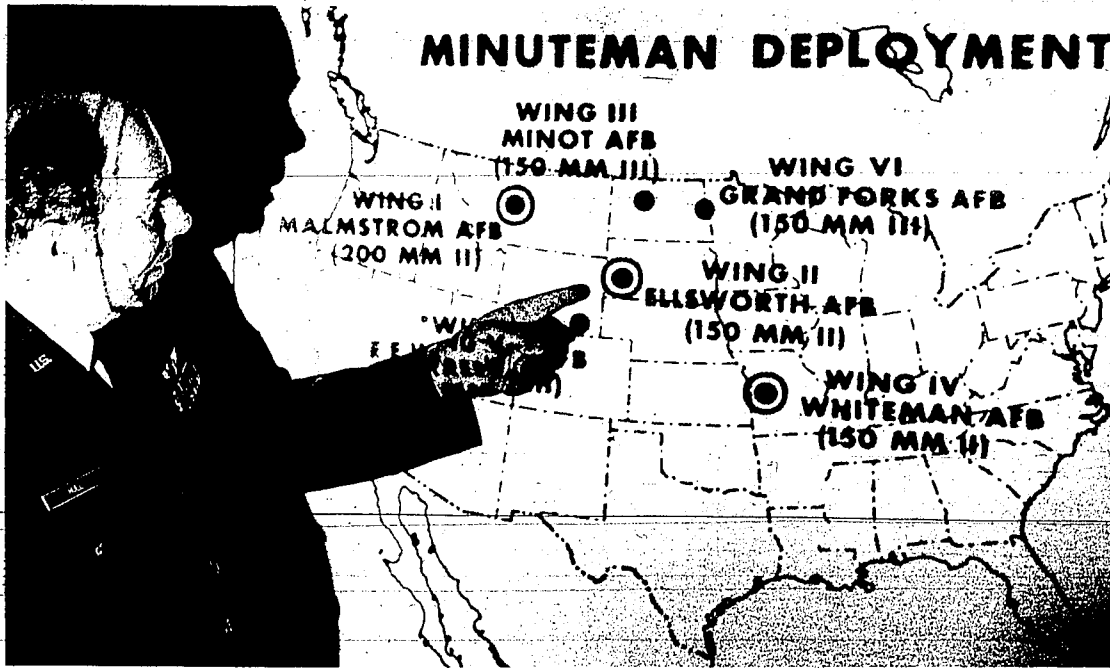 MINUTEMAN DEPLOYMENT
WING III
MINOT AFB
(150 MM III)
WING VI
GRAND FORKS AFB
(150 MM III)
WING I
MALMSTROM AFB
(200 MM II)
WING II
ELLSWORTH AFB
(150 MM II)
WING IV
WHITEMAN AFB
(150 MM II)
U.S.